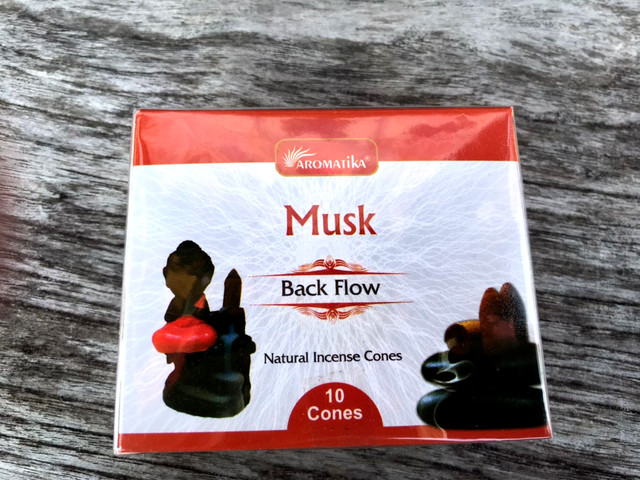 AROMATIKA®
Musk
Back Flow
Natural Incense Cones
10
Cones